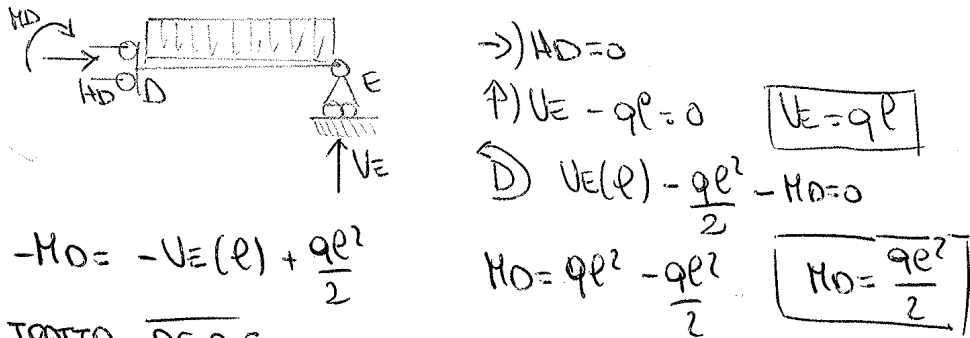 MD
HD D
E
VE
→) HD=0
↑) VE - qℓ=0 VE=qℓ
D) VE(ℓ) - qℓ²/2 - MD=0
-MD= -VE(ℓ) + qℓ²/2
MD= qℓ² - qℓ²/2 MD= qℓ²/2
TRATTO